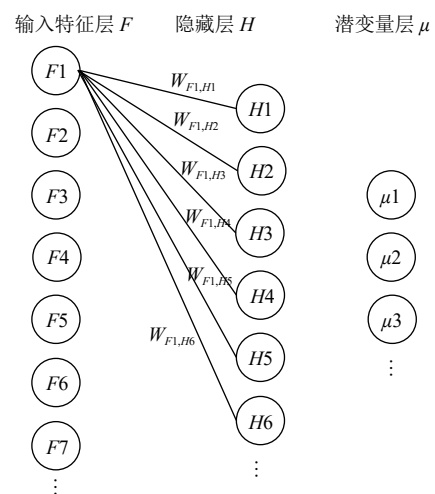 输入特征层 F 隐藏层 H 潜变量层 μ
F1
W_{F1,H1}
H1
W_{F1,H2}
F2
H2
W_{F1,H3}
F3
μ1
W_{F1,H4}
H3
F4
μ2
W_{F1,H5}
H4
F5
μ3
W_{F1,H6}
H5
⋮
F6
H6
F7
⋮
⋮